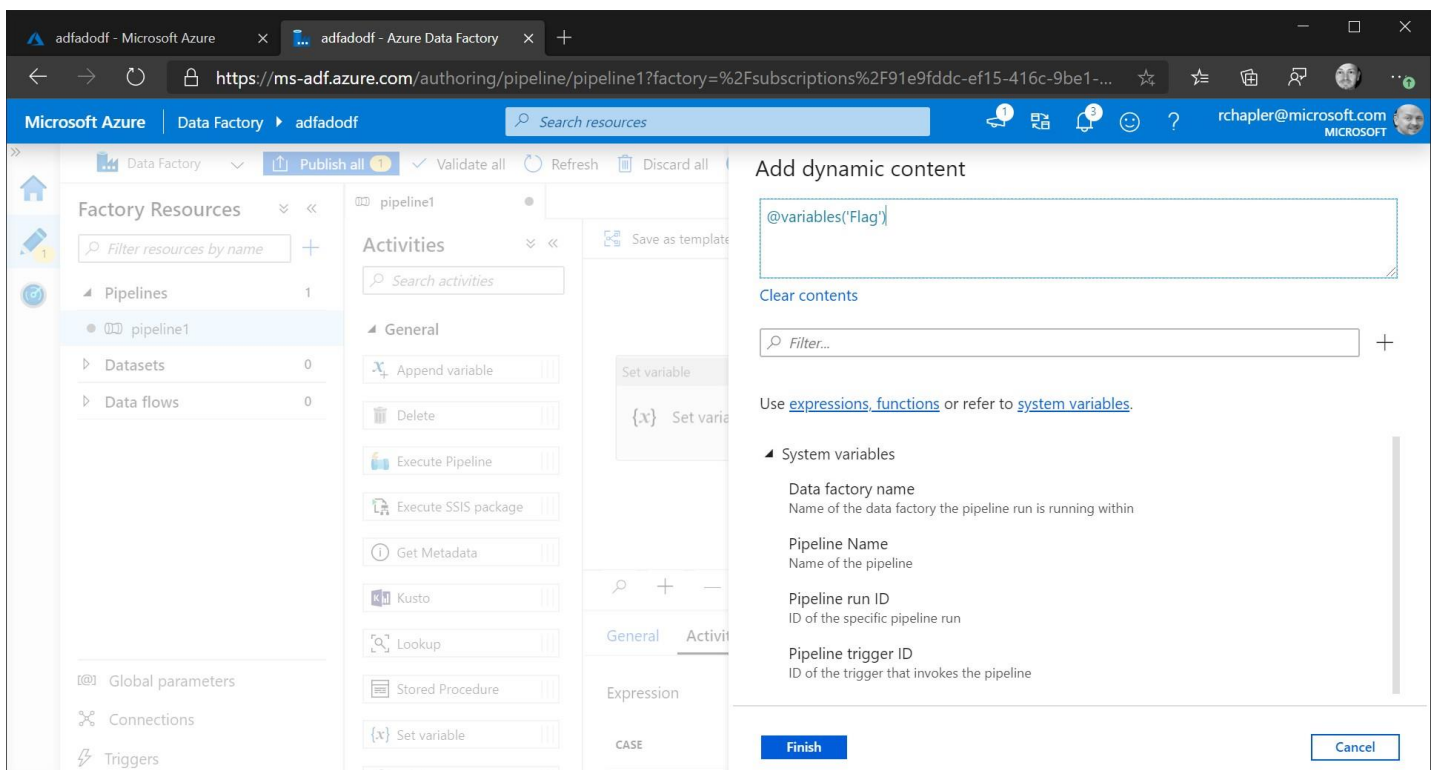 adfadodf - Microsoft Azure
adfadodf - Azure Data Factory
https://ms-adf.azure.com/authoring/pipeline/pipeline1?factory=%2Fsubscriptions%2F91e9fddc-ef15-416c-9be1-...
Microsoft Azure
Data Factory
adfadodf
Search resources
1
3
rchapler@microsoft.com
MICROSOFT
Data Factory
Publish all 1
Validate all
Refresh
Discard all
Factory Resources
Filter resources by name
1
Pipelines 1
pipeline1
Datasets 0
Data flows 0
Global parameters
Connections
Triggers
pipeline1
Activities
Search activities
General
Append variable
Delete
Execute Pipeline
Execute SSIS package
Get Metadata
Kusto
Lookup
Stored Procedure
{x} Set variable
Save as template
Set variable
{x} Set varia
General Activit
Expression
CASE
Add dynamic content
@variables('Flag')
Clear contents
Filter...
Use expressions, functions or refer to system variables.
System variables
Data factory name
Name of the data factory the pipeline run is running within
Pipeline Name
Name of the pipeline
Pipeline run ID
ID of the specific pipeline run
Pipeline trigger ID
ID of the trigger that invokes the pipeline
Finish
Cancel